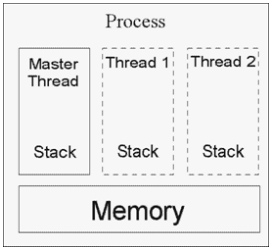 Process
Master Thread 1 Thread 2
Thread
Stack Stack Stack
Memory